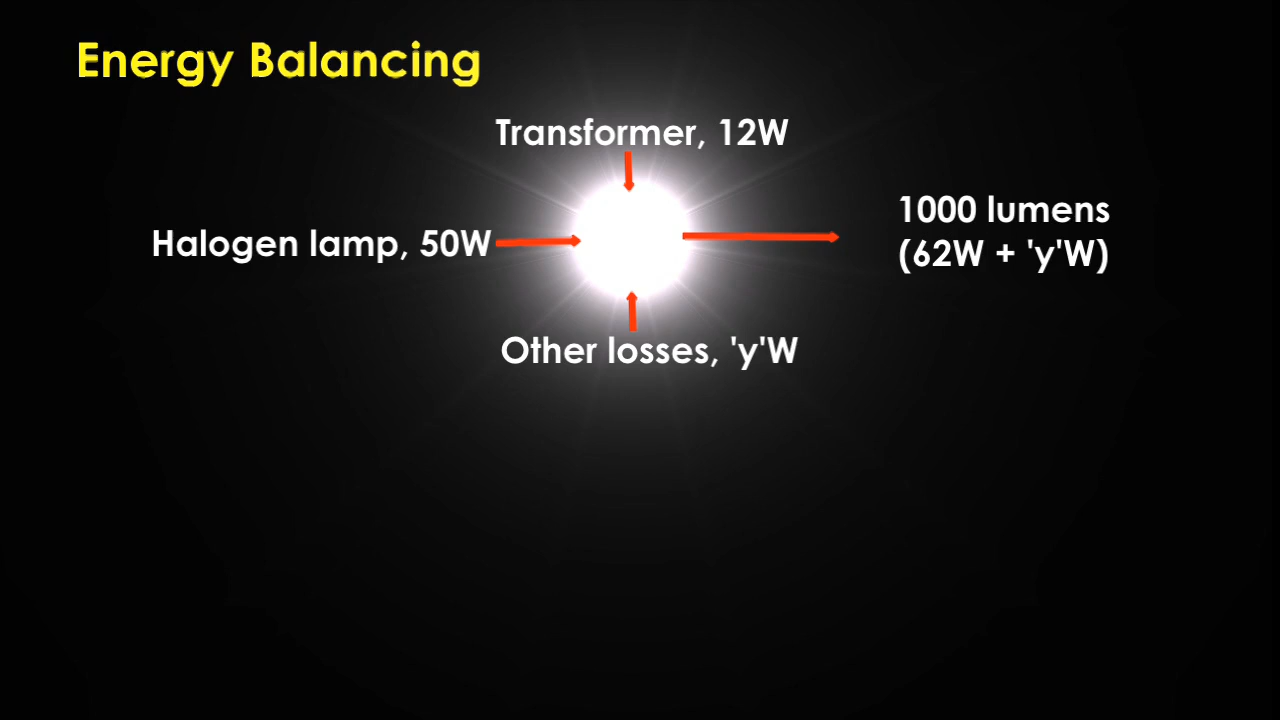 Energy Balancing
Transformer, 12W
Halogen lamp, 50W
1000 lumens
(62W + 'y'W)
Other losses, 'y'W